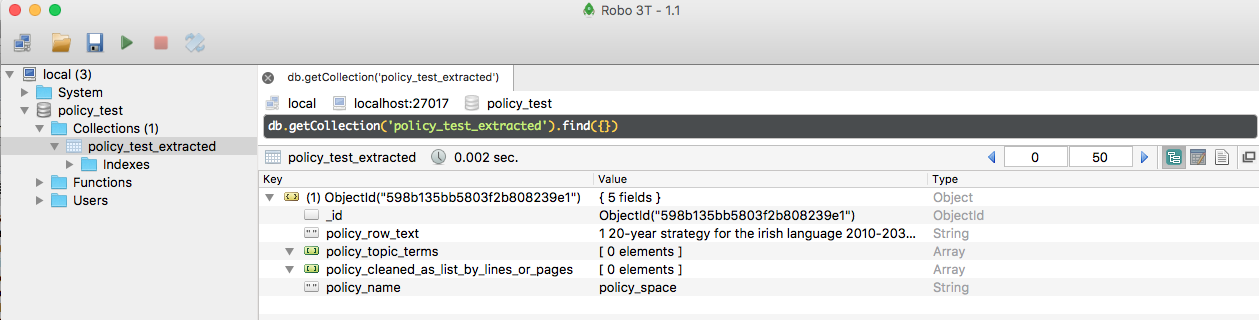 Robo 3T - 1.1
local (3)
System
policy_test
Collections (1)
policy_test_extracted
Indexes
Functions
Users
db.getCollection('policy_test_extracted')
local localhost:27017 policy_test
db.getCollection('policy_test_extracted').find({})
policy_test_extracted 0.002 sec. 0 50
Key Value Type
(1) ObjectId("598b135bb5803f2b808239e1") { 5 fields } Object
_id ObjectId("598b135bb5803f2b808239e1") ObjectId
policy_row_text 1 20-year strategy for the irish language 2010-203... String
policy_topic_terms [ 0 elements ] Array
policy_cleaned_as_list_by_lines_or_pages [ 0 elements ] Array
policy_name policy_space String